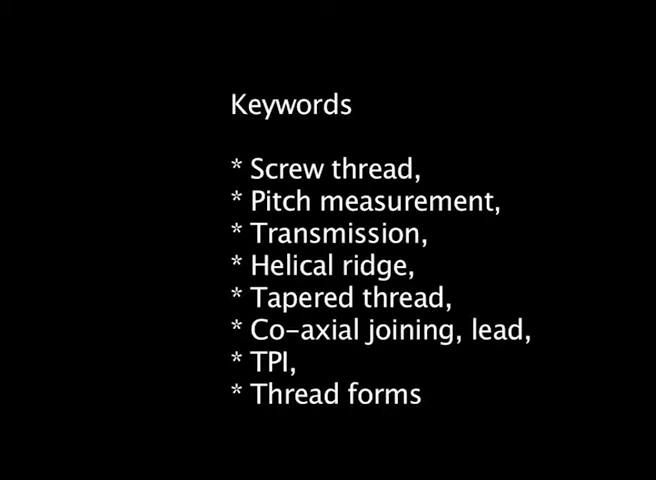 Keywords
* Screw thread,
* Pitch measurement,
* Transmission,
* Helical ridge,
* Tapered thread,
* Co-axial joining, lead,
* TPI,
* Thread forms